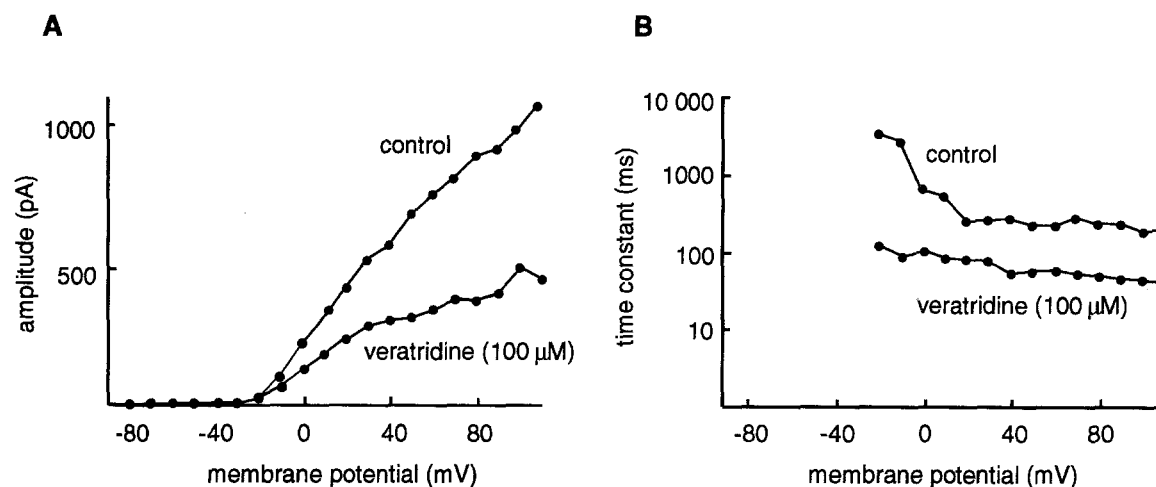 A
amplitude (pA)
1000
500
control
veratridine (100 μM)
-80 -40 0 40 80
membrane potential (mV)
B
time constant (ms)
10 000
1000
100
10
control
veratridine (100 μM)
-80 -40 0 40 80
membrane potential (mV)